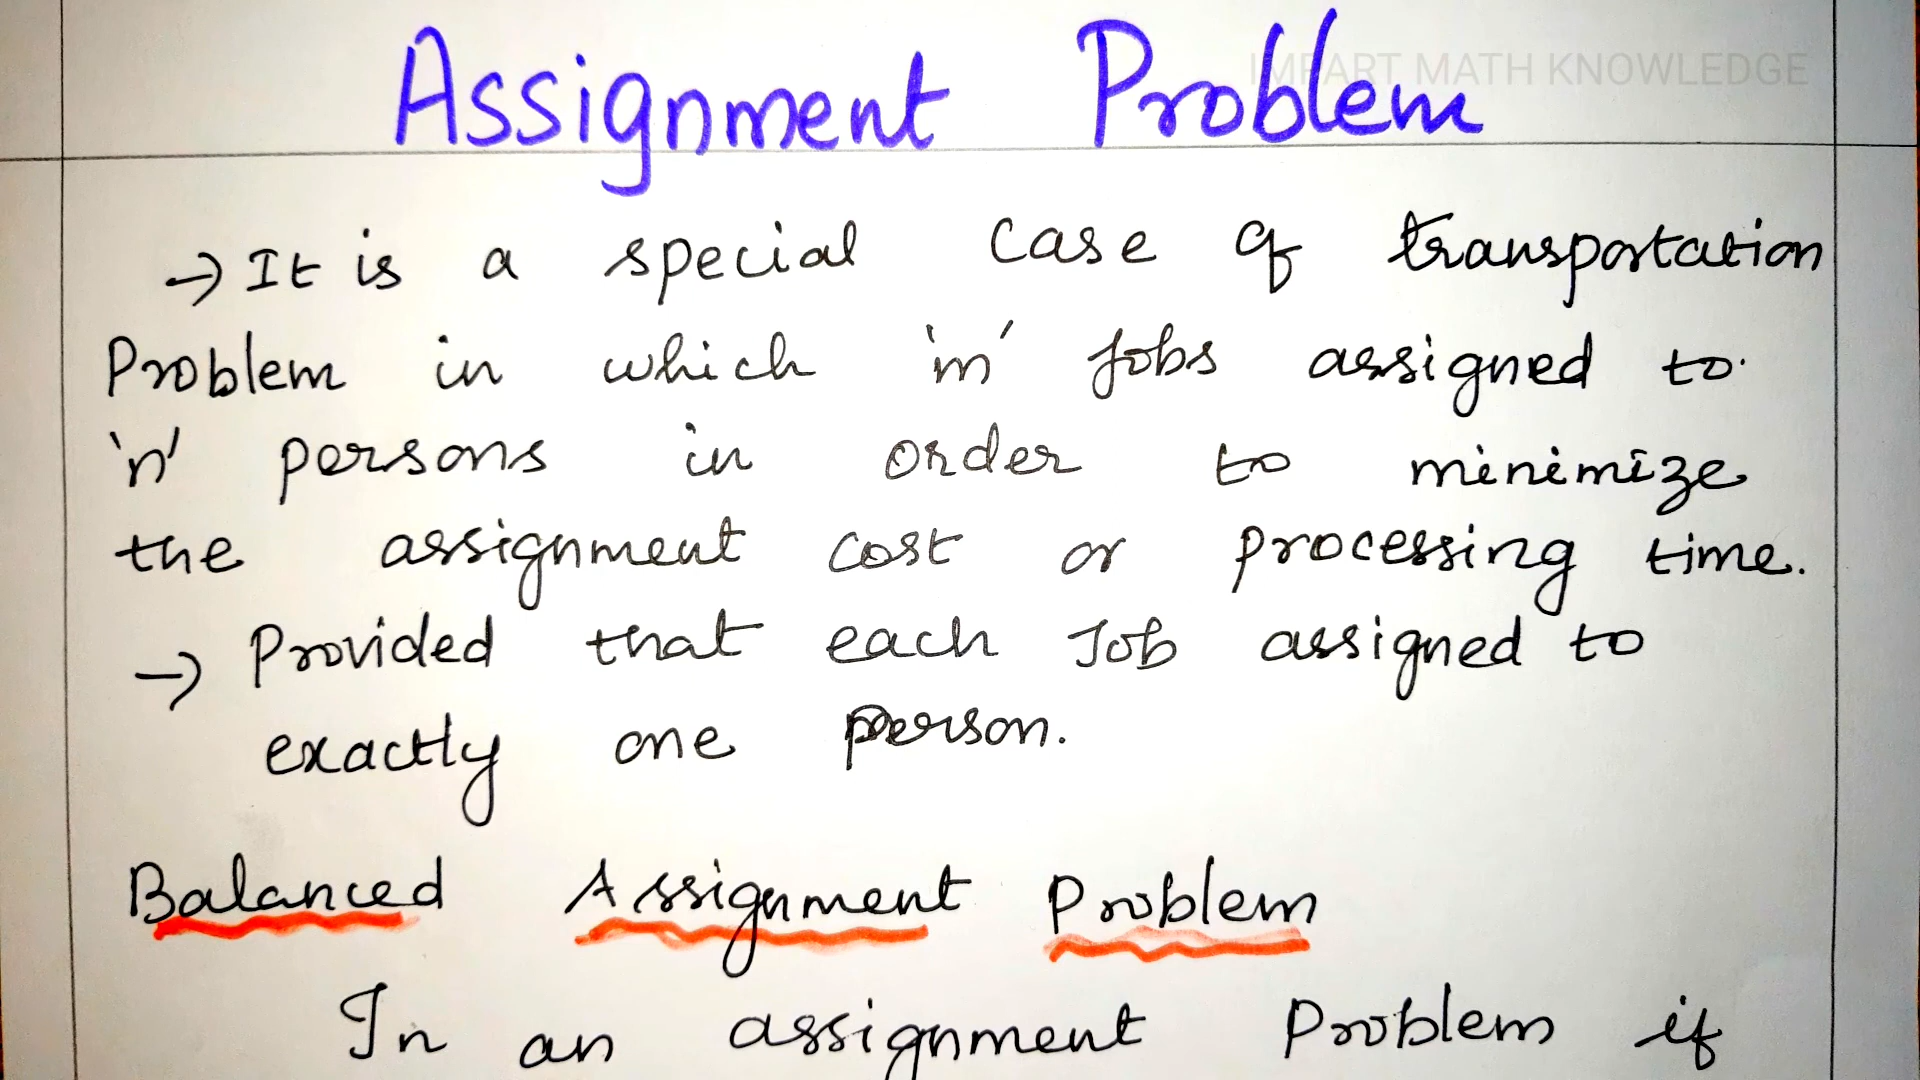 Assignment Problem
IMPART MATH KNOWLEDGE
→ It is a special case of transportation
Problem in which 'm' Jobs assigned to
'n' persons in order to minimize
the assignment cost or processing time.
→ Provided that each Job assigned to
exactly one person.
Balanced Assignment Problem
In an assignment Problem if